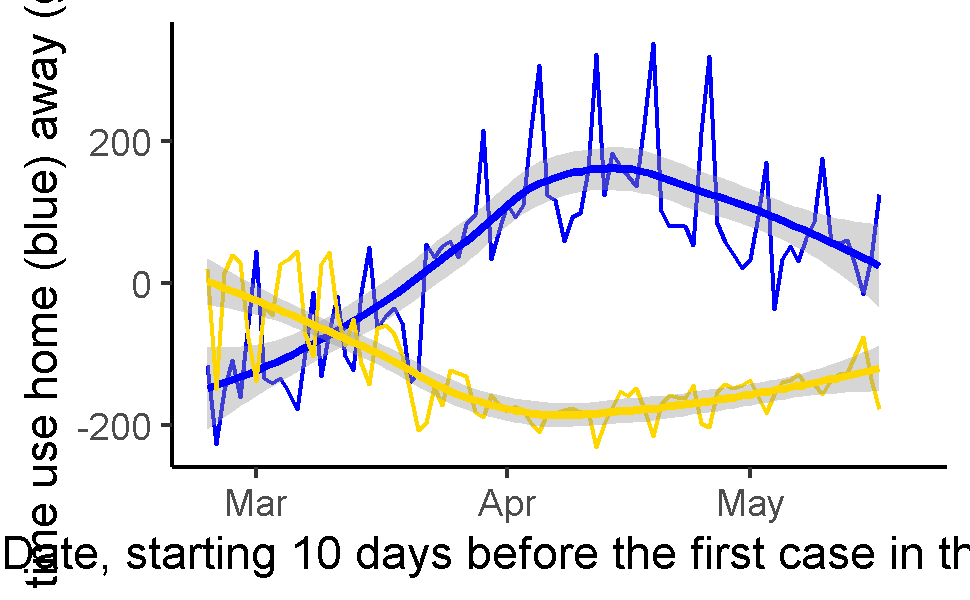 time use home (blue) away
200
0
-200
Mar Apr May
Date, starting 10 days before the first case in